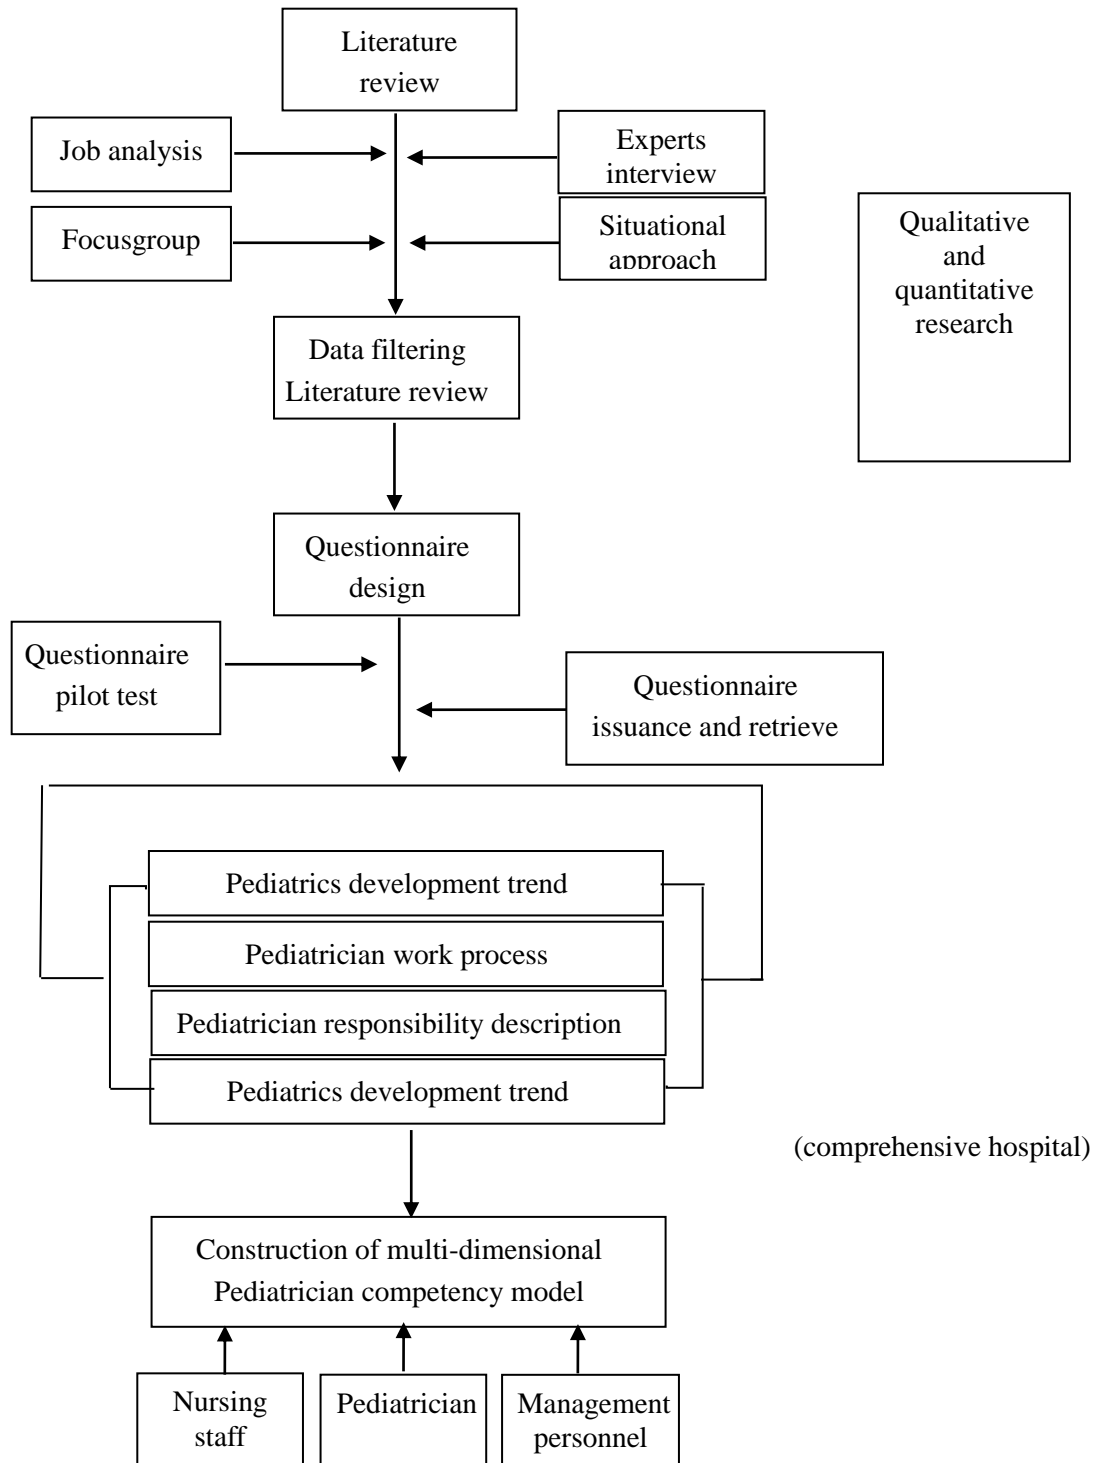 Literature
review
Job analysis
Experts
interview
Focusgroup
Situational
approach
Qualitative
and
quantitative
research
Data filtering
Literature review
Questionnaire
design
Questionnaire
pilot test
Questionnaire
issuance and retrieve
Pediatrics development trend
Pediatrician work process
Pediatrician responsibility description
Pediatrics development trend
(comprehensive hospital)
Construction of multi-dimensional
Pediatrician competency model
Nursing
staff
Pediatrician
Management
personnel